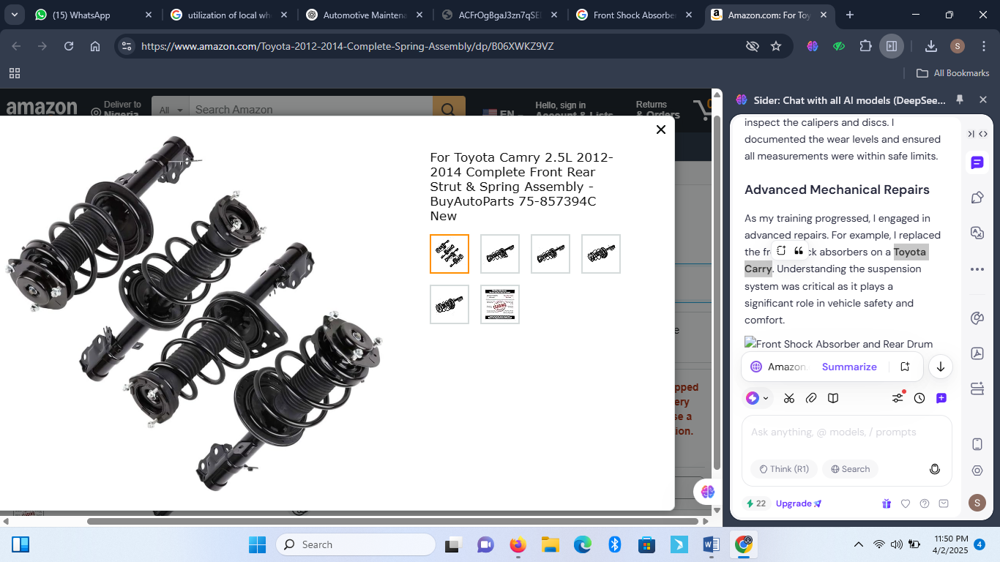 (15) WhatsApp
utilization of local wh
Automotive Maintena
ACFrOgBgaJ3zn7qSE
Front Shock Absorber
Amazon.com: For Toy
https://www.amazon.com/Toyota-2012-2014-Complete-Spring-Assembly/dp/B06XWKZ9VZ
S
All Bookmarks
amazon
Deliver to
Nigeria
All
Search Amazon
EN
Hello, sign in
Account & Lists
Returns
& Orders
0
For Toyota Camry 2.5L 2012-
2014 Complete Front Rear
Strut & Spring Assembly -
BuyAutoParts 75-857394C
New
e
pped
ery
se a
ion.
Sider: Chat with all AI models (DeepSee...
inspect the calipers and discs. I
documented the wear levels and ensured
all measurements were within safe limits.
Advanced Mechanical Repairs
As my training progressed, I engaged in
advanced repairs. For example, I replaced
the fr ck absorbers on a Toyota
Carry. Understanding the suspension
system was critical as it plays a
significant role in vehicle safety and
comfort.
Front Shock Absorber and Rear Drum
Amazon.
Summarize
Ask anything, @ models, / prompts
Think (R1)
Search
22
Upgrade
S
Search
11:50 PM
4/2/2025
4